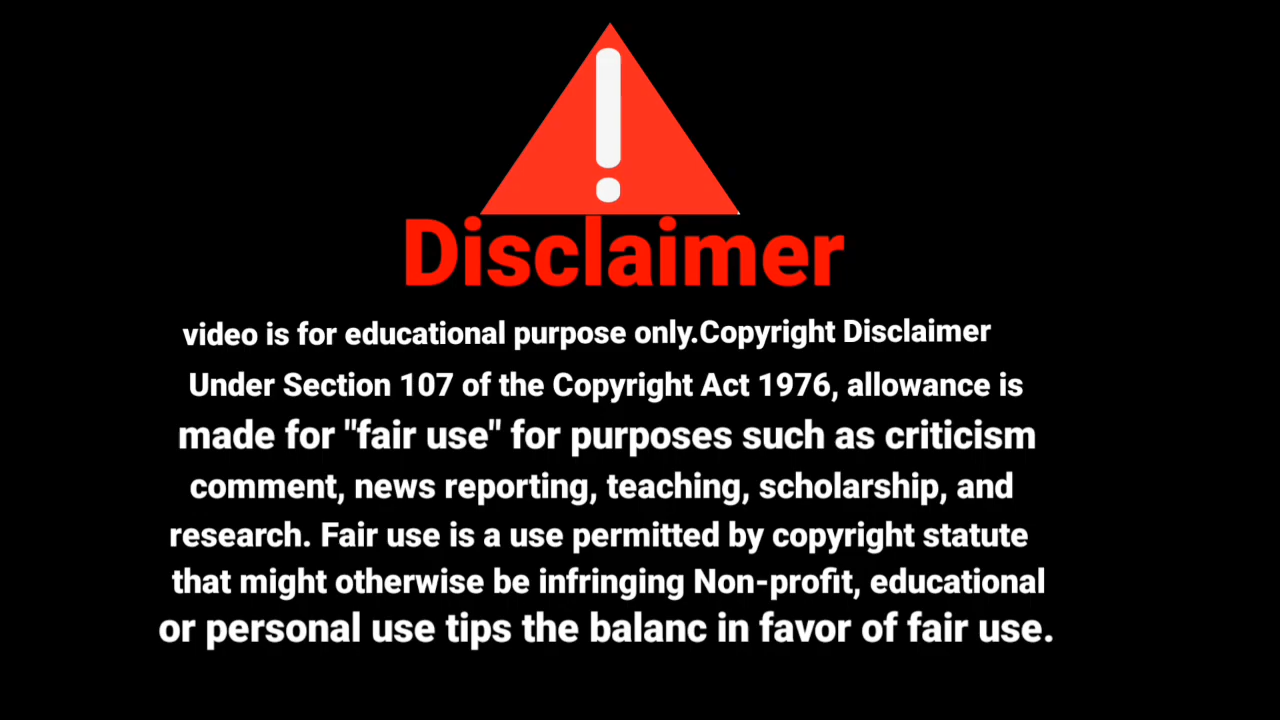 Disclaimer
video is for educational purpose only.Copyright Disclaimer
Under Section 107 of the Copyright Act 1976, allowance is
made for "fair use" for purposes such as criticism
comment, news reporting, teaching, scholarship, and
research. Fair use is a use permitted by copyright statute
that might otherwise be infringing Non-profit, educational
or personal use tips the balanc in favor of fair use.